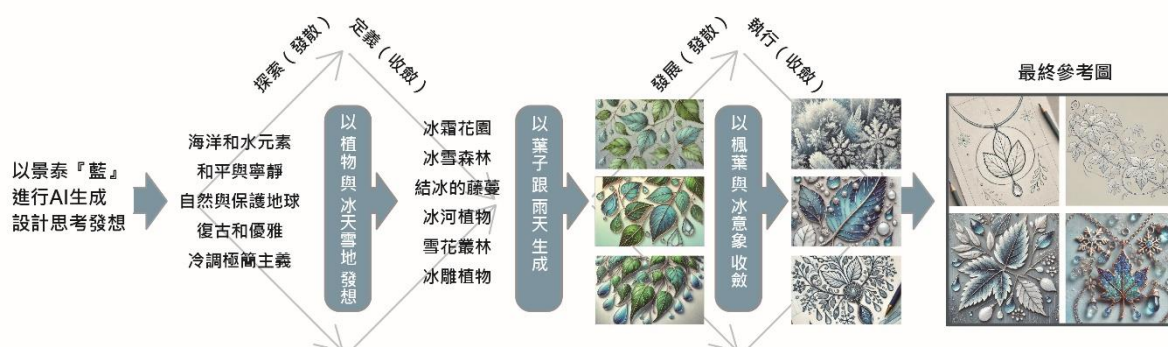 探索（發散）
定義（收斂）
發展（發散）
執行（收斂）
最終參考圖
以景泰『藍』
進行AI生成
設計思考發想
海洋和水元素
和平與寧靜
自然與保護地球
復古和優雅
冷調極簡主義
以植物與冰天雪地發想
冰霜花園
冰雪森林
結冰的藤蔓
冰河植物
雪花叢林
冰雕植物
以葉子跟雨天生成
以楓葉與冰意象收斂